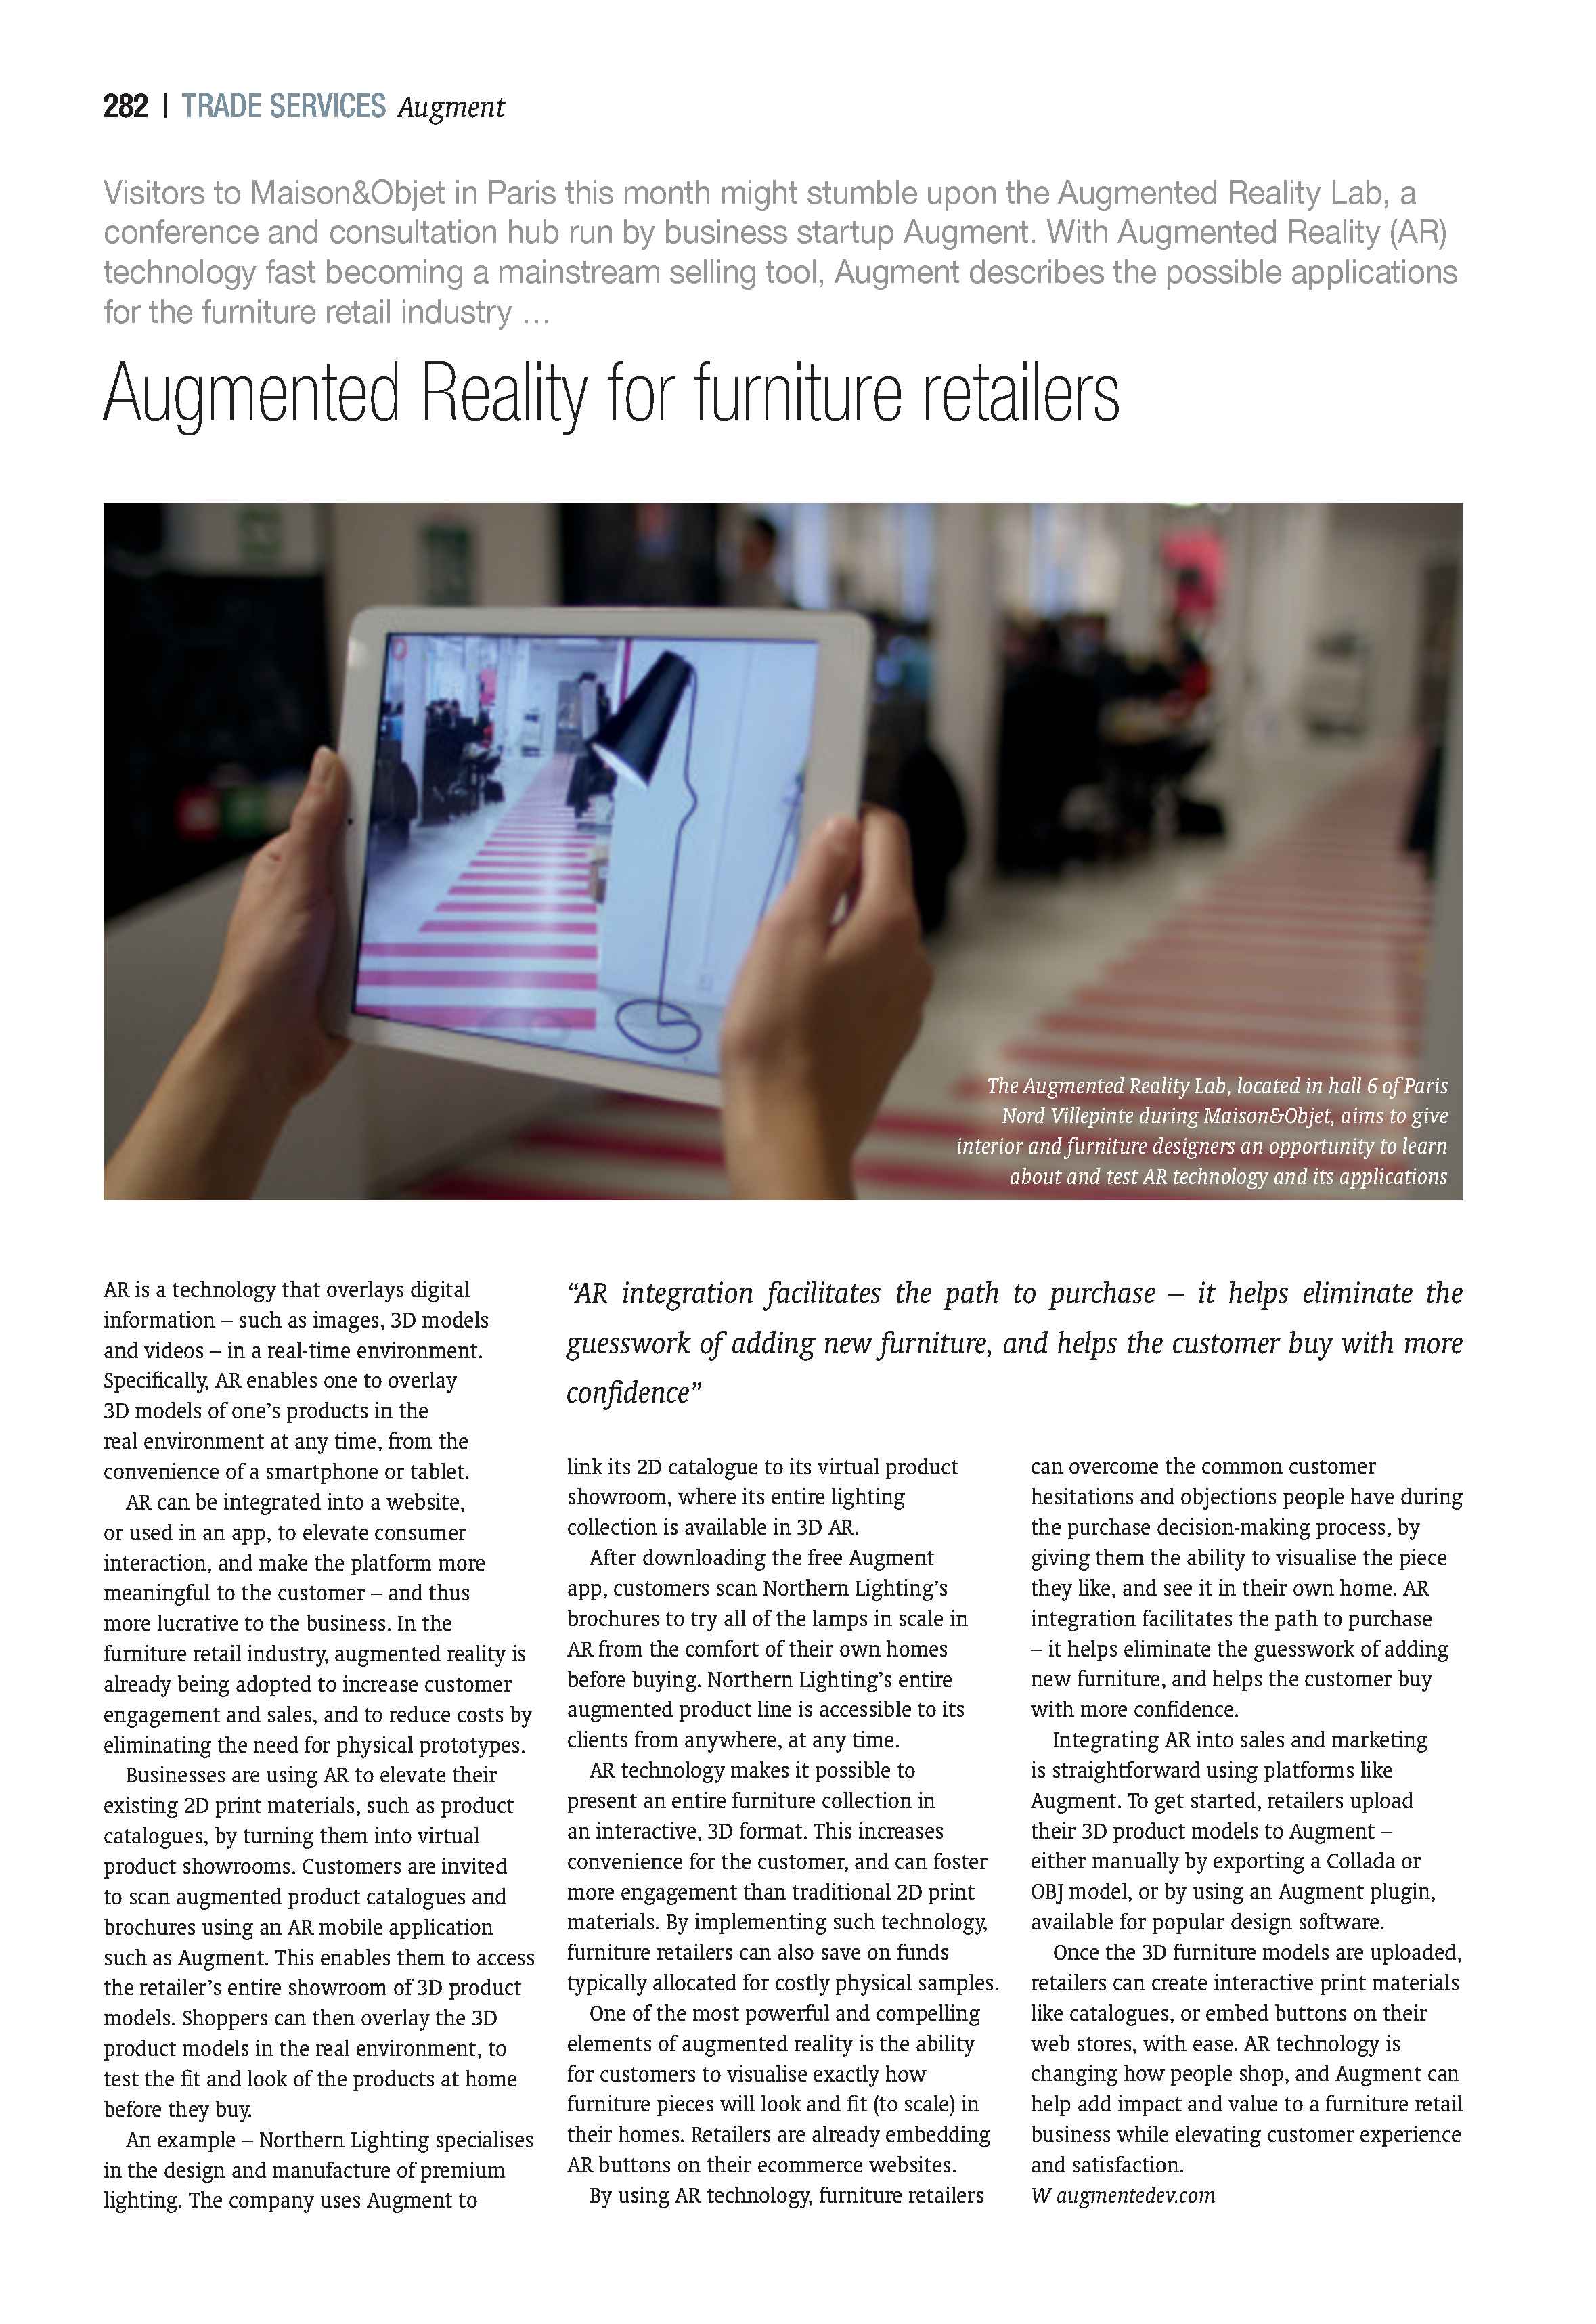 282 | TRADE SERVICES Augment
Visitors to Maison&Objet in Paris this month might stumble upon the Augmented Reality Lab, a
conference and consultation hub run by business startup Augment. With Augmented Reality (AR)
technology fast becoming a mainstream selling tool, Augment describes the possible applications
for the furniture retail industry …
Augmented Reality for furniture retailers
The Augmented Reality Lab, located in hall 6 of Paris
Nord Villepinte during Maison&Objet, aims to give
interior and furniture designers an opportunity to learn
about and test AR technology and its applications
AR is a technology that overlays digital
information – such as images, 3D models
and videos – in a real-time environment.
Specifically, AR enables one to overlay
3D models of one’s products in the
real environment at any time, from the
convenience of a smartphone or tablet.
AR can be integrated into a website,
or used in an app, to elevate consumer
interaction, and make the platform more
meaningful to the customer – and thus
more lucrative to the business. In the
furniture retail industry, augmented reality is
already being adopted to increase customer
engagement and sales, and to reduce costs by
eliminating the need for physical prototypes.
Businesses are using AR to elevate their
existing 2D print materials, such as product
catalogues, by turning them into virtual
product showrooms. Customers are invited
to scan augmented product catalogues and
brochures using an AR mobile application
such as Augment. This enables them to access
the retailer’s entire showroom of 3D product
models. Shoppers can then overlay the 3D
product models in the real environment, to
test the fit and look of the products at home
before they buy.
An example – Northern Lighting specialises
in the design and manufacture of premium
lighting. The company uses Augment to
“AR integration facilitates the path to purchase – it helps eliminate the
guesswork of adding new furniture, and helps the customer buy with more
confidence”
link its 2D catalogue to its virtual product
showroom, where its entire lighting
collection is available in 3D AR.
After downloading the free Augment
app, customers scan Northern Lighting’s
brochures to try all of the lamps in scale in
AR from the comfort of their own homes
before buying. Northern Lighting’s entire
augmented product line is accessible to its
clients from anywhere, at any time.
AR technology makes it possible to
present an entire furniture collection in
an interactive, 3D format. This increases
convenience for the customer, and can foster
more engagement than traditional 2D print
materials. By implementing such technology,
furniture retailers can also save on funds
typically allocated for costly physical samples.
One of the most powerful and compelling
elements of augmented reality is the ability
for customers to visualise exactly how
furniture pieces will look and fit (to scale) in
their homes. Retailers are already embedding
AR buttons on their ecommerce websites.
By using AR technology, furniture retailers
can overcome the common customer
hesitations and objections people have during
the purchase decision-making process, by
giving them the ability to visualise the piece
they like, and see it in their own home. AR
integration facilitates the path to purchase
– it helps eliminate the guesswork of adding
new furniture, and helps the customer buy
with more confidence.
Integrating AR into sales and marketing
is straightforward using platforms like
Augment. To get started, retailers upload
their 3D product models to Augment –
either manually by exporting a Collada or
OBJ model, or by using an Augment plugin,
available for popular design software.
Once the 3D furniture models are uploaded,
retailers can create interactive print materials
like catalogues, or embed buttons on their
web stores, with ease. AR technology is
changing how people shop, and Augment can
help add impact and value to a furniture retail
business while elevating customer experience
and satisfaction.
W augmentedev.com